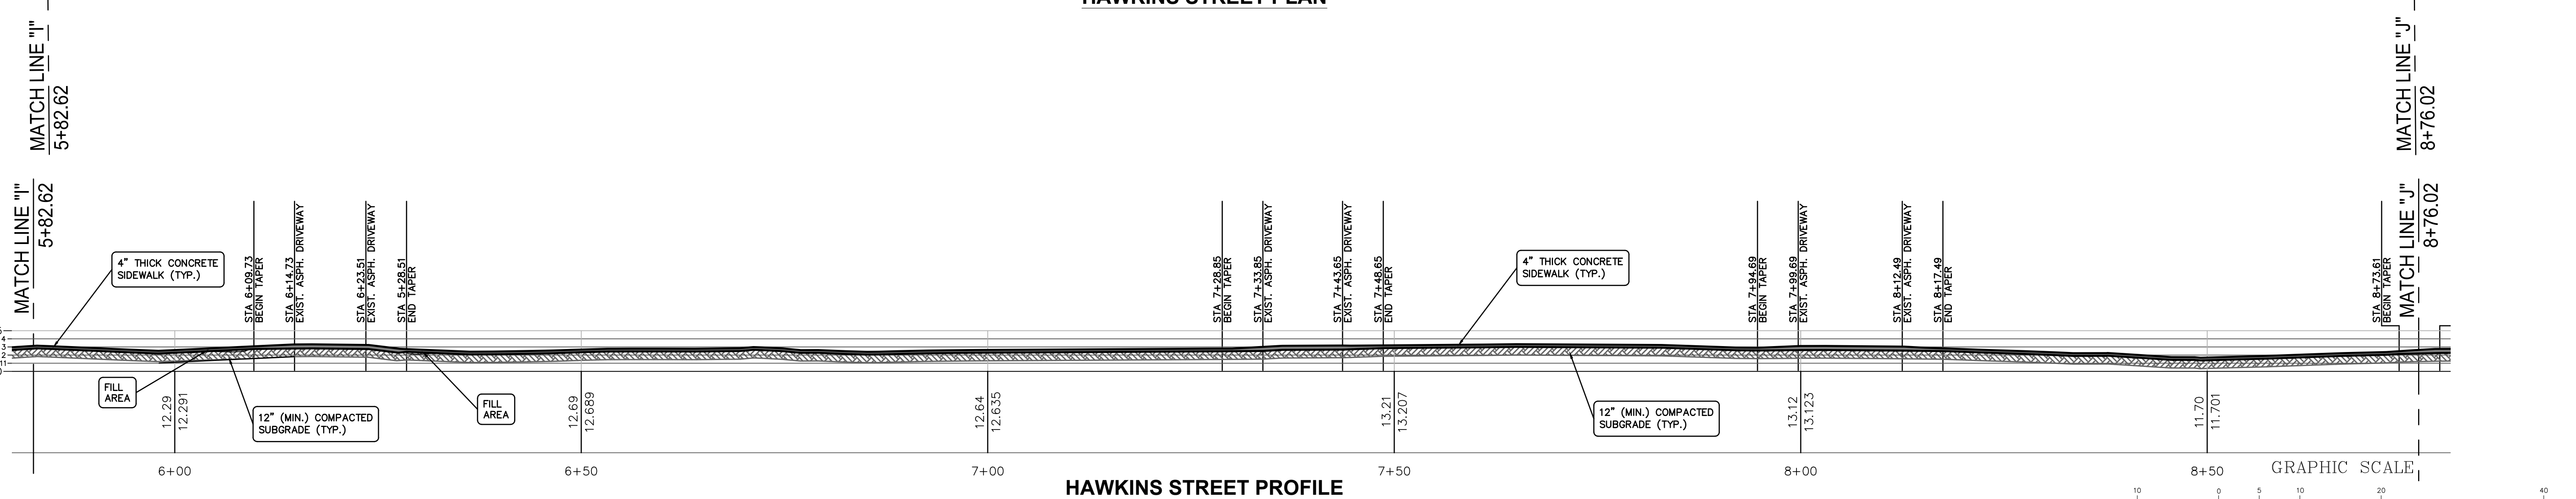 HAWKINS STREET PLAN
MATCH LINE "I"
5+82.62
MATCH LINE "J"
8+76.02
MATCH LINE "I"
5+82.62
MATCH LINE "J"
8+76.02
4" THICK CONCRETE
SIDEWALK (TYP.)
STA 6+09.73
BEGIN TAPER
STA 6+14.73
EXIST. ASPH. DRIVEWAY
STA 6+23.51
EXIST. ASPH. DRIVEWAY
STA 5+28.51
END TAPER
STA 7+28.85
BEGIN TAPER
STA 7+33.85
EXIST. ASPH. DRIVEWAY
STA 7+43.65
EXIST. ASPH. DRIVEWAY
STA 7+48.65
END TAPER
4" THICK CONCRETE
SIDEWALK (TYP.)
STA 7+94.69
BEGIN TAPER
STA 7+99.69
EXIST. ASPH. DRIVEWAY
STA 8+12.49
EXIST. ASPH DRIVEWAY
STA 8+17.49
END TAPER
STA 8+73.61
BEGIN TAPER
4
3
2
11
FILL
AREA
12" (MIN.) COMPACTED
SUBGRADE (TYP.)
FILL
AREA
12" (MIN.) COMPACTED
SUBGRADE (TYP.)
12.29
12.291
12.69
12.689
12.64
12.635
13.21
13.207
13.12
13.123
11.70
11.701
6+00
6+50
7+00
7+50
8+00
8+50
GRAPHIC SCALE
HAWKINS STREET PROFILE
10 0 5 10 20 40